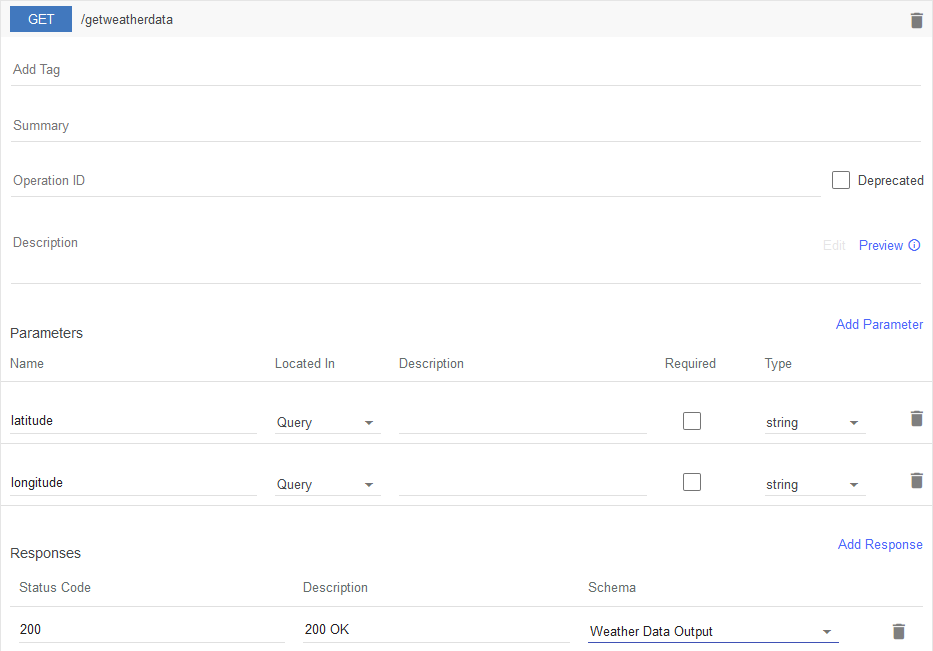 GET /getweatherdata
Add Tag
Summary
Operation ID Deprecated
Description Edit Preview
Add Parameter
Parameters
Name Located In Description Required Type
latitude Query string
longitude Query string
Add Response
Responses
Status Code Description Schema
200 200 OK Weather Data Output